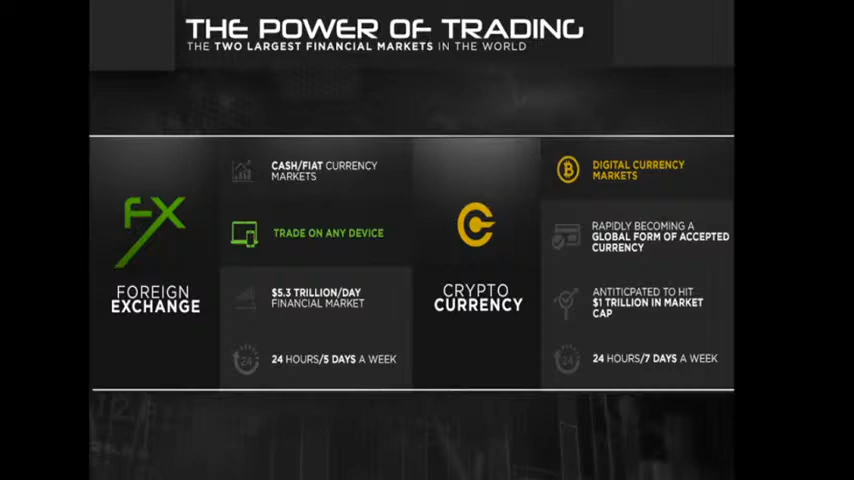 THE POWER OF TRADING
THE TWO LARGEST FINANCIAL MARKETS IN THE WORLD
FX
FOREIGN
EXCHANGE
CASH/FIAT CURRENCY
MARKETS
TRADE ON ANY DEVICE
$5.3 TRILLION/DAY
FINANCIAL MARKET
24
24 HOURS/5 DAYS A WEEK
CRYPTO
CURRENCY
DIGITAL CURRENCY
MARKETS
RAPIDLY BECOMING A
GLOBAL FORM OF ACCEPTED
CURRENCY
ANTICIPATED TO HIT
$1 TRILLION IN MARKET
CAP
24
24 HOURS/7 DAYS A WEEK